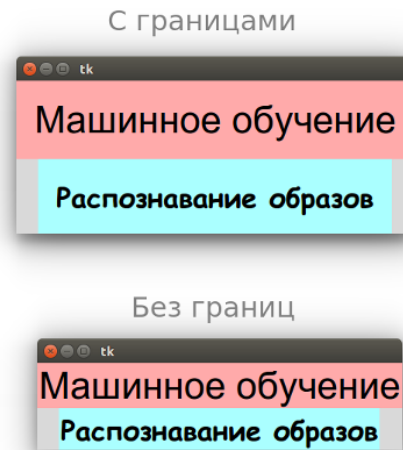 С границами
tk
Машинное обучение
Распознавание образов
Без границ
tk
Машинное обучение
Распознавание образов